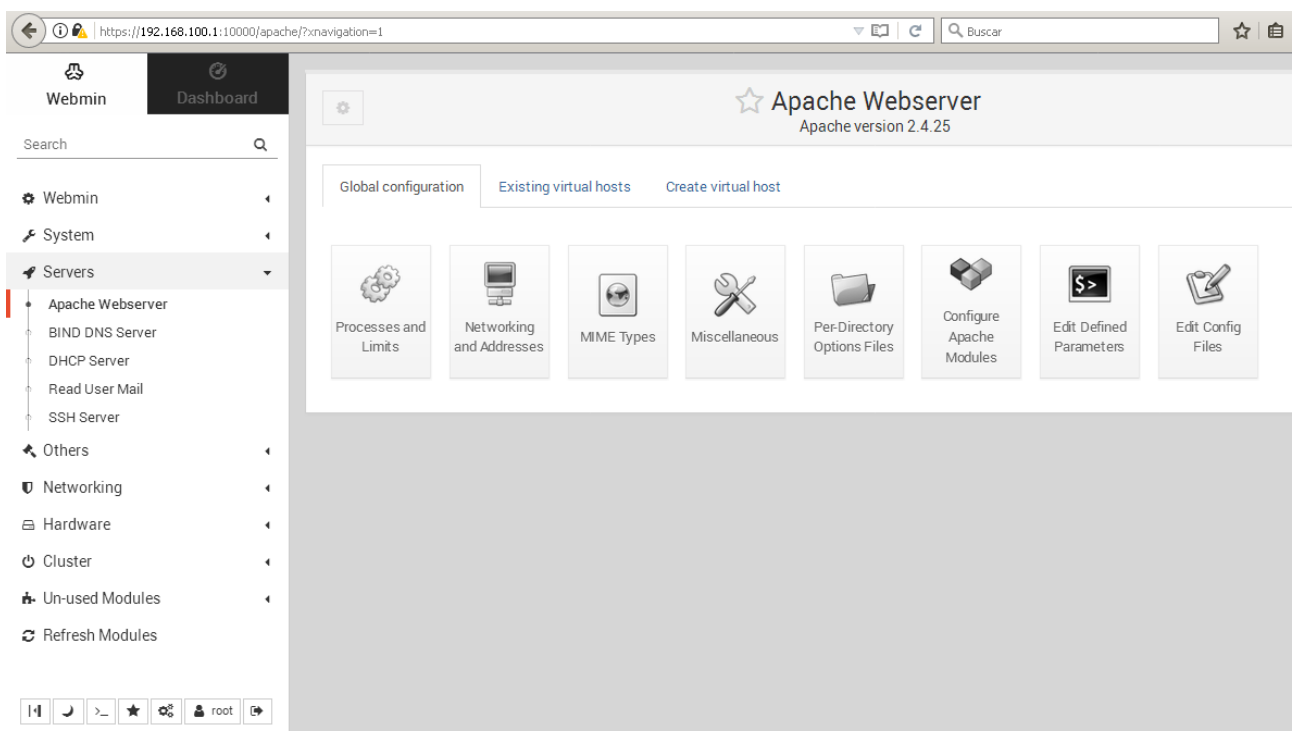 https://192.168.100.1:10000/apache/?xnavigation=1
Buscar
Webmin
Dashboard
Search
Webmin
System
Servers
Apache Webserver
BIND DNS Server
DHCP Server
Read User Mail
SSH Server
Others
Networking
Hardware
Cluster
Un-used Modules
Refresh Modules
>_
root
Apache Webserver
Apache version 2.4.25
Global configuration
Existing virtual hosts
Create virtual host
Processes and
Limits
Networking
and Addresses
MIME Types
Miscellaneous
Per-Directory
Options Files
Configure
Apache
Modules
$>
Edit Defined
Parameters
Edit Config
Files